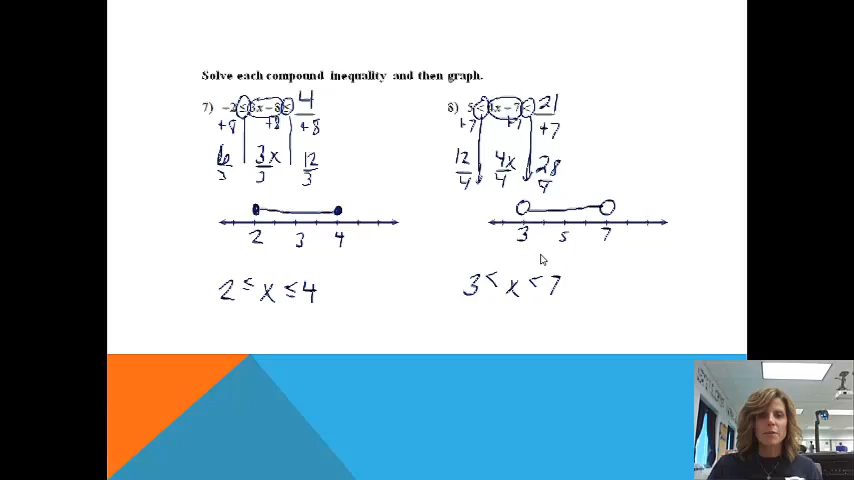 Solve each compound inequality and then graph.
7) -2 ≤ 3x - 8 ≤ 4
+8 +8 +8
6/3 3x/3 12/3
2 3 4
2 ≤ x ≤ 4
8) 5 < 4x - 7 < 21
+7 +7 +7
12/4 4x/4 28/4
3 5 7
3 < x < 7